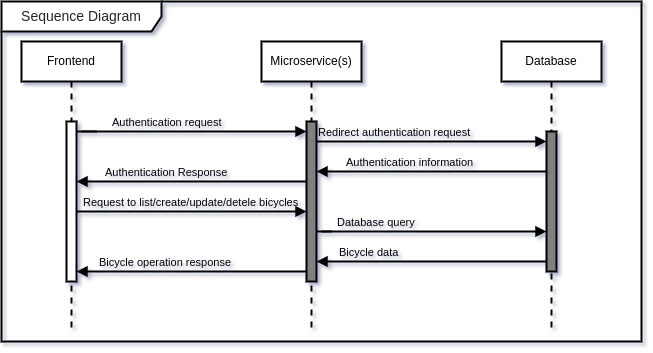 Sequence Diagram
Frontend
Microservice(s)
Database
Authentication request
Redirect authentication request
Authentication information
Authentication Response
Request to list/create/update/detele bicycles
Database query
Bicycle data
Bicycle operation response